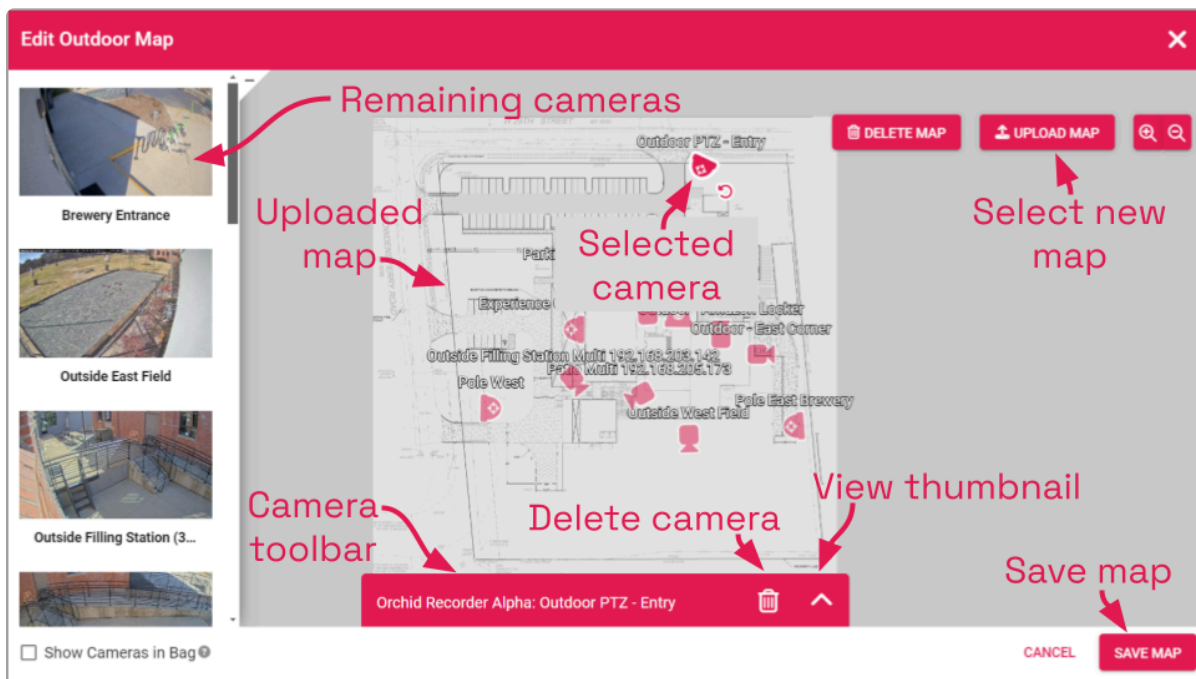 Edit Outdoor Map
Remaining cameras
Brewery Entrance
Outside East Field
Outside Filling Station (3...
Show Cameras in Bag
DELETE MAP
UPLOAD MAP
Select new
map
Outdoor PTZ - Entry
Uploaded
map
Selected
camera
Parki
Experience
Locker
Outdoor - East Corner
Outside Filling Station Multi 192.168.203.142
Patio Multi 192.168.205.173
Pole West
Pole East Brewery
Outside West Field
Camera
toolbar
Delete camera
View thumbnail
Orchid Recorder Alpha: Outdoor PTZ - Entry
Save map
CANCEL
SAVE MAP